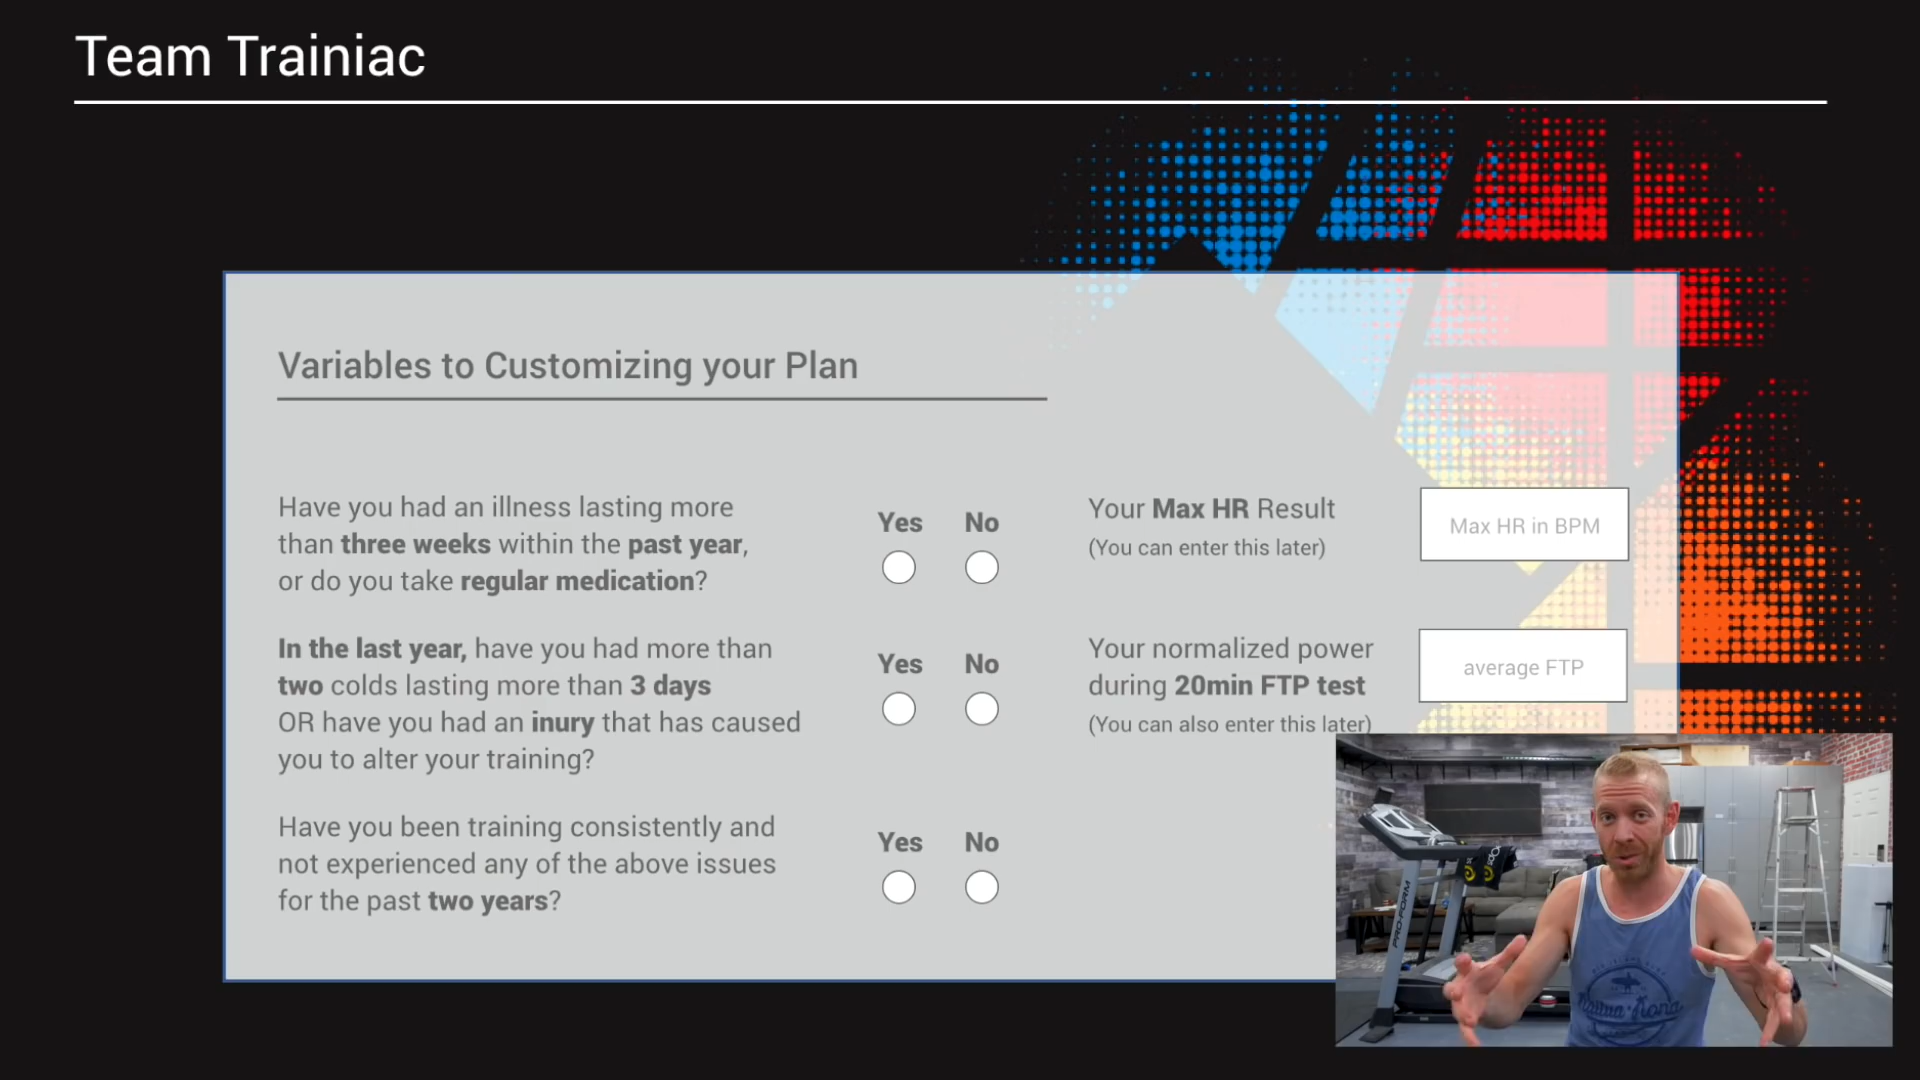 Team Trainiac
Variables to Customizing your Plan
Have you had an illness lasting more
than three weeks within the past year,
or do you take regular medication?
Yes No
In the last year, have you had more than
two colds lasting more than 3 days
OR have you had an inury that has caused
you to alter your training?
Yes No
Have you been training consistently and
not experienced any of the above issues
for the past two years?
Yes No
Your Max HR Result
(You can enter this later)
Max HR in BPM
Your normalized power
during 20min FTP test
(You can also enter this later)
average FTP
PRO-FORM
Kona